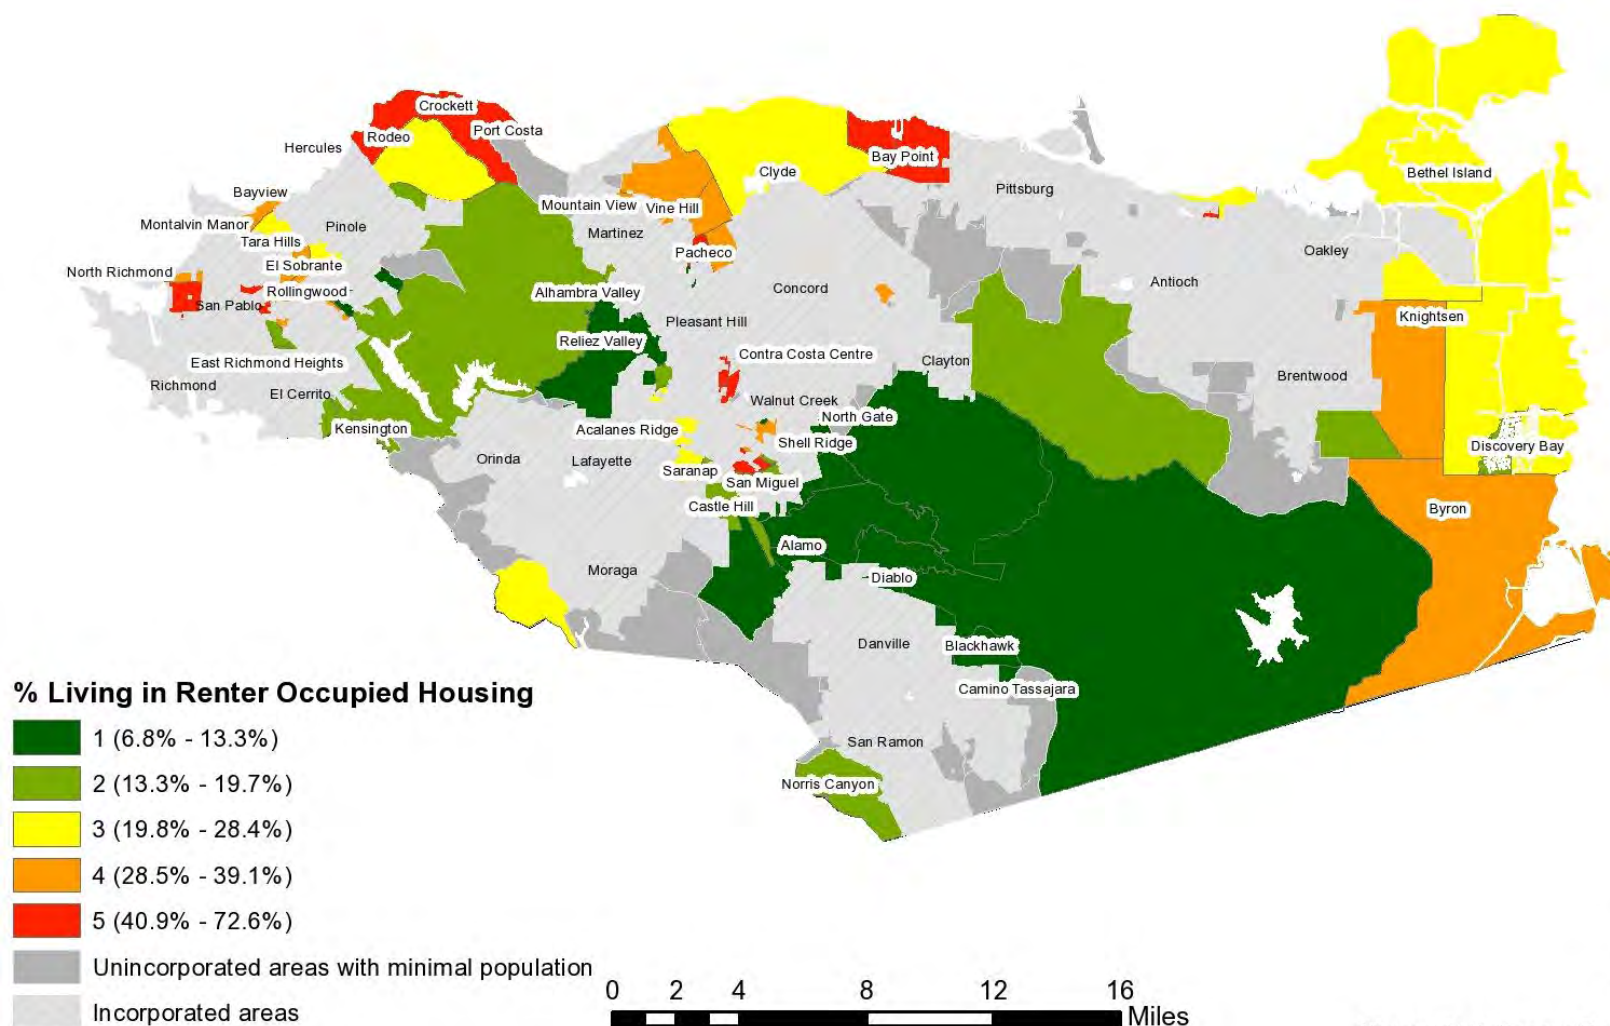 Crockett
Port Costa
Rodeo
Hercules
Bay Point
Clyde
Bethel Island
Pittsburg
Bayview
Mountain View
Vine Hill
Montalvin Manor
Pinole
Martinez
Tara Hills
Pacheco
Oakley
El Sobrante
North Richmond
Antioch
Concord
Rollingwood
Alhambra Valley
San Pablo
Knightsen
Pleasant Hill
Reliez Valley
Contra Costa Centre
East Richmond Heights
Clayton
Brentwood
Richmond
El Cerrito
Walnut Creek
North Gate
Kensington
Acalanes Ridge
Shell Ridge
Discovery Bay
Orinda
Lafayette
Saranap
San Miguel
Castle Hill
Byron
Alamo
Moraga
Diablo
Danville
Blackhawk
Camino Tassajara
San Ramon
Norris Canyon
% Living in Renter Occupied Housing
1 (6.8% - 13.3%)
2 (13.3% - 19.7%)
3 (19.8% - 28.4%)
4 (28.5% - 39.1%)
5 (40.9% - 72.6%)
Unincorporated areas with minimal population
Incorporated areas
0 2 4 8 12 16
Miles